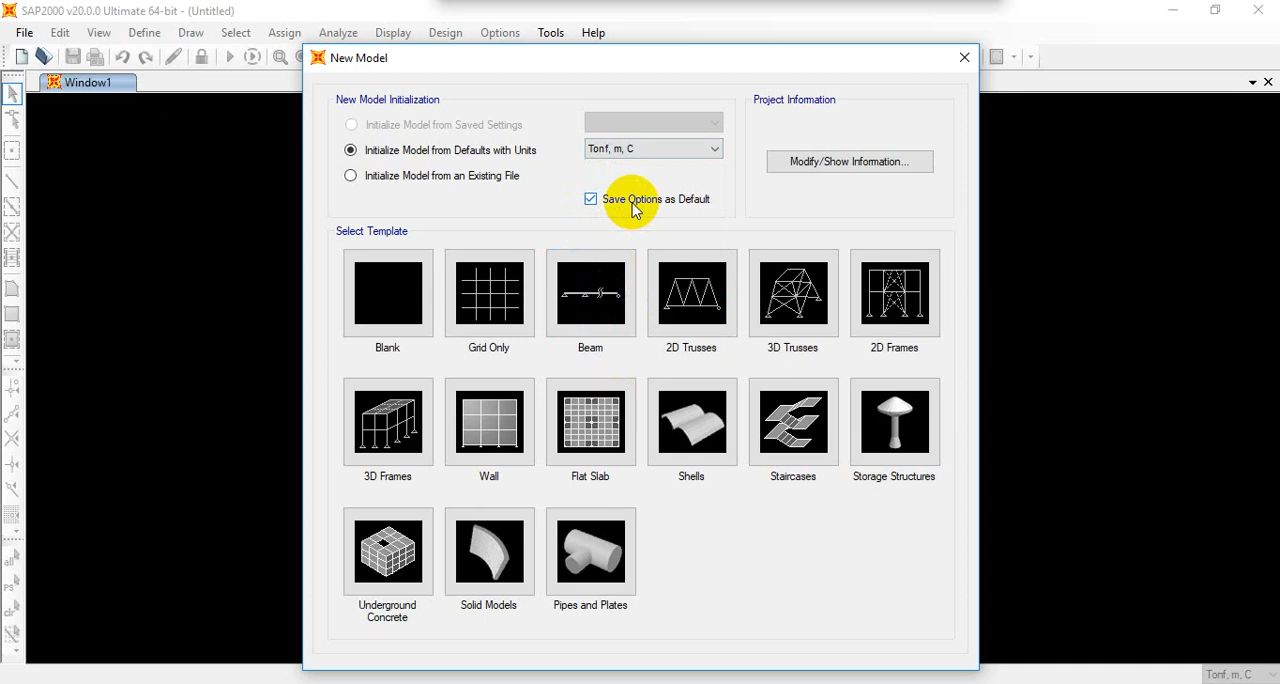 SAP2000 v20.0.0 Ultimate 64-bit - (Untitled)
File Edit View Define Draw Select Assign Analyze Display Design Options Tools Help
Window1
New Model
New Model Initialization
Initialize Model from Saved Settings
Initialize Model from Defaults with Units
Tonf, m, C
Initialize Model from an Existing File
Save Options as Default
Project Information
Modify/Show Information...
Select Template
Blank
Grid Only
Beam
2D Trusses
3D Trusses
2D Frames
3D Frames
Wall
Flat Slab
Shells
Staircases
Storage Structures
Underground
Concrete
Solid Models
Pipes and Plates
all
PS
clr
Tonf, m, C